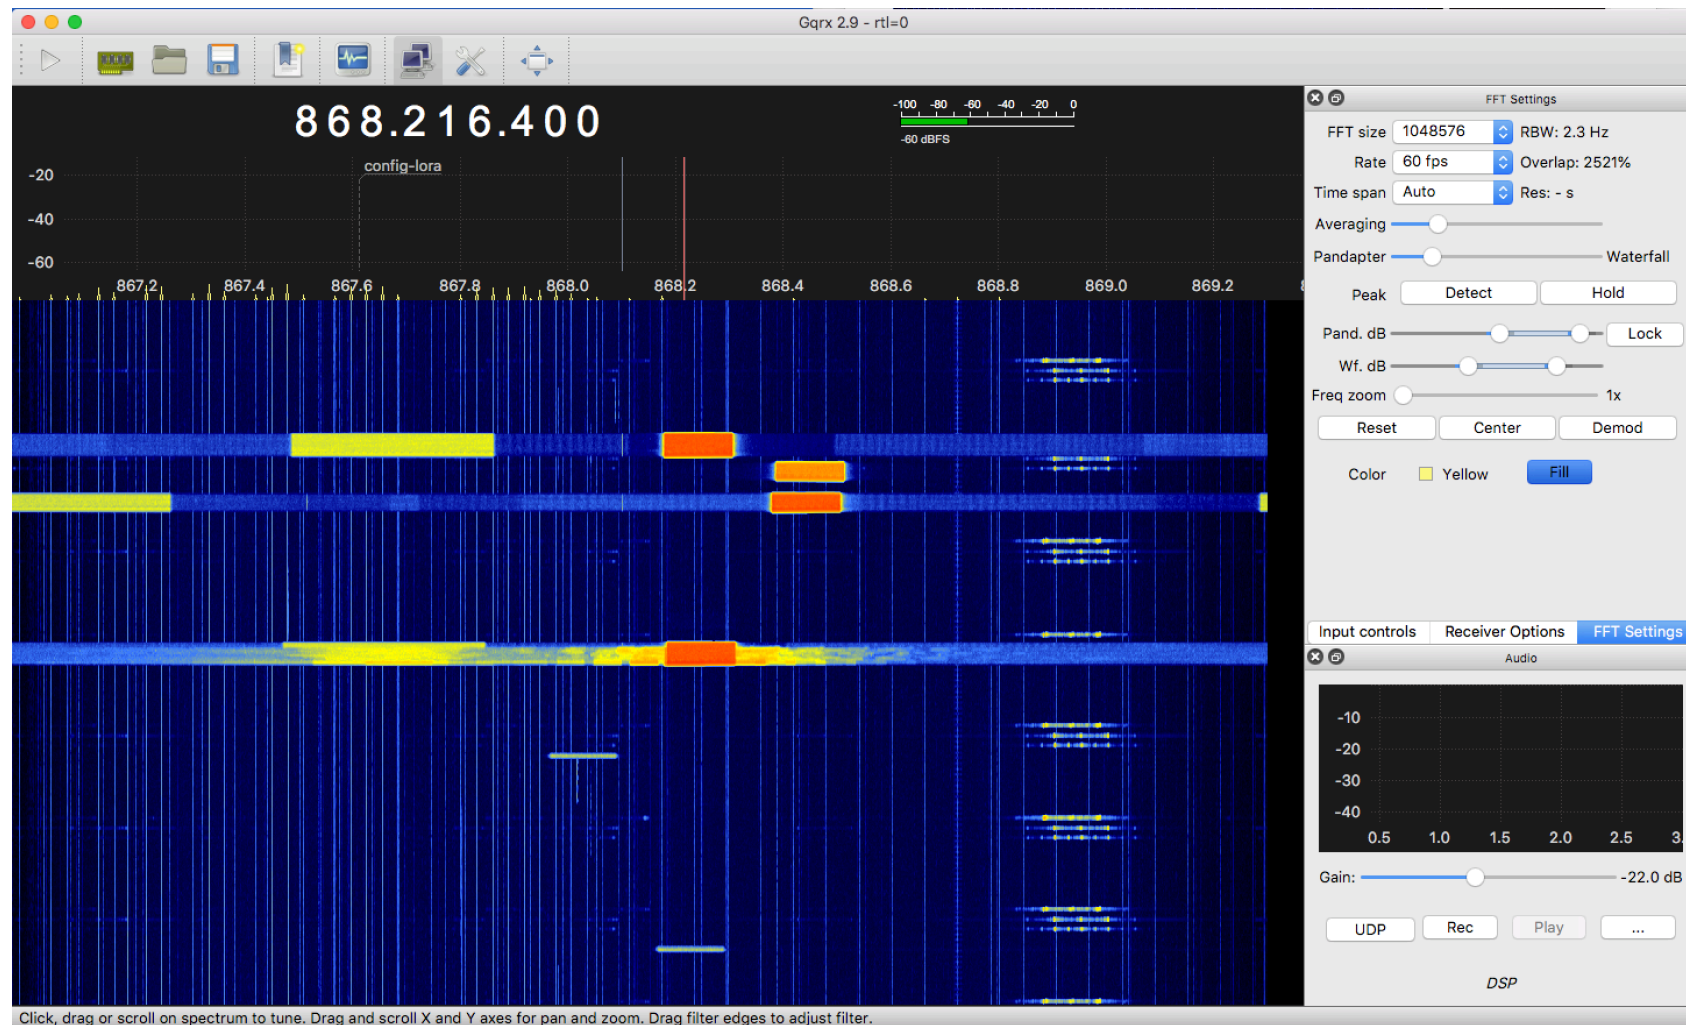 Gqrx 2.9 - rtl=0
868.216.400
-100 -80 -60 -40 -20 0
-60 dBFS
config-lora
-20
-40
-60
867.2 867.4 867.6 867.8 868.0 868.2 868.4 868.6 868.8 869.0 869.2
FFT Settings
FFT size 1048576 RBW: 2.3 Hz
Rate 60 fps Overlap: 2521%
Time span Auto Res: - s
Averaging
Pandapter Waterfall
Peak Detect Hold
Pand. dB Lock
Wf. dB
Freq zoom 1x
Reset Center Demod
Color Yellow Fill
Input controls Receiver Options FFT Settings
Audio
-10
-20
-30
-40
0.5 1.0 1.5 2.0 2.5 3.
Gain: -22.0 dB
UDP Rec Play ...
DSP
Click, drag or scroll on spectrum to tune. Drag and scroll X and Y axes for pan and zoom. Drag filter edges to adjust filter.